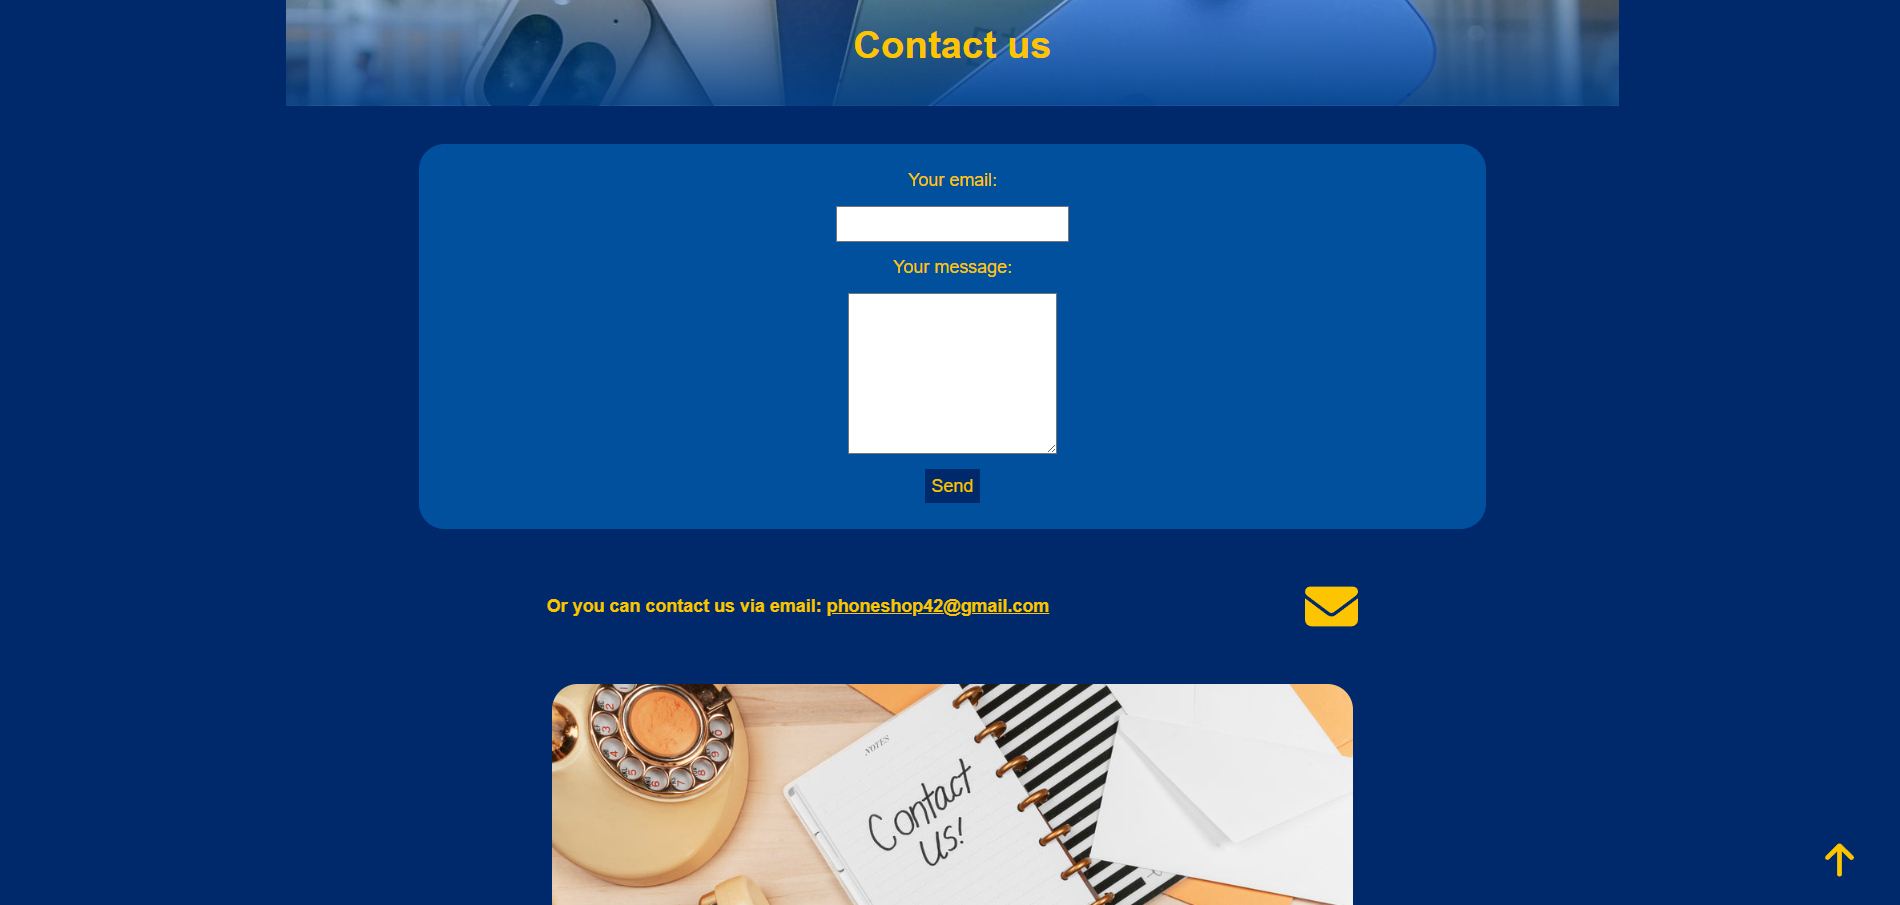 Contact us
Your email:
Your message:
Send
Or you can contact us via email: phoneshop42@gmail.com
NOTES
Contact
us!